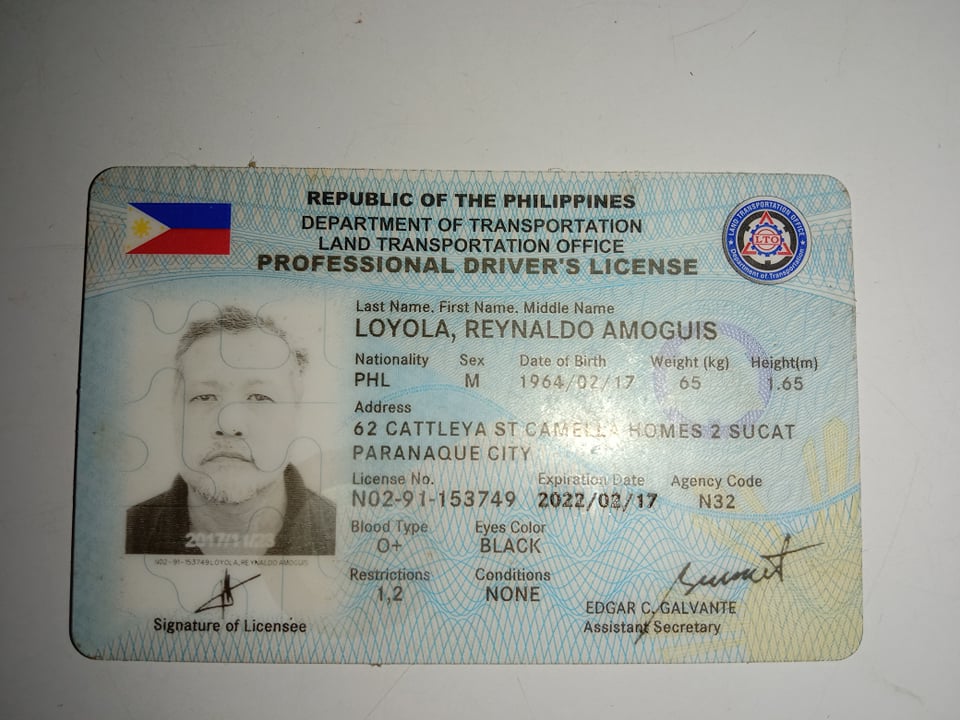 REPUBLIC OF THE PHILIPPINES
DEPARTMENT OF TRANSPORTATION
LAND TRANSPORTATION OFFICE
PROFESSIONAL DRIVER'S LICENSE
LAND TRANSPORTATION OFFICE
LTO
Department of Transportation
Last Name. First Name. Middle Name
LOYOLA, REYNALDO AMOGUIS
Nationality Sex Date of Birth Weight (kg) Height(m)
PHL M 1964/02/17 65 1.65
Address
62 CATTLEYA ST CAMELLA HOMES 2 SUCAT
PARANAQUE CITY
License No. Expiration Date Agency Code
N02-91-153749 2022/02/17 N32
Blood Type Eyes Color
O+ BLACK
Restrictions Conditions
1,2 NONE
2017/11/23
N02-91-153749 LOYOLA, REYNALDO AMOGUIS
Signature of Licensee
EDGAR C. GALVANTE
Assistant Secretary